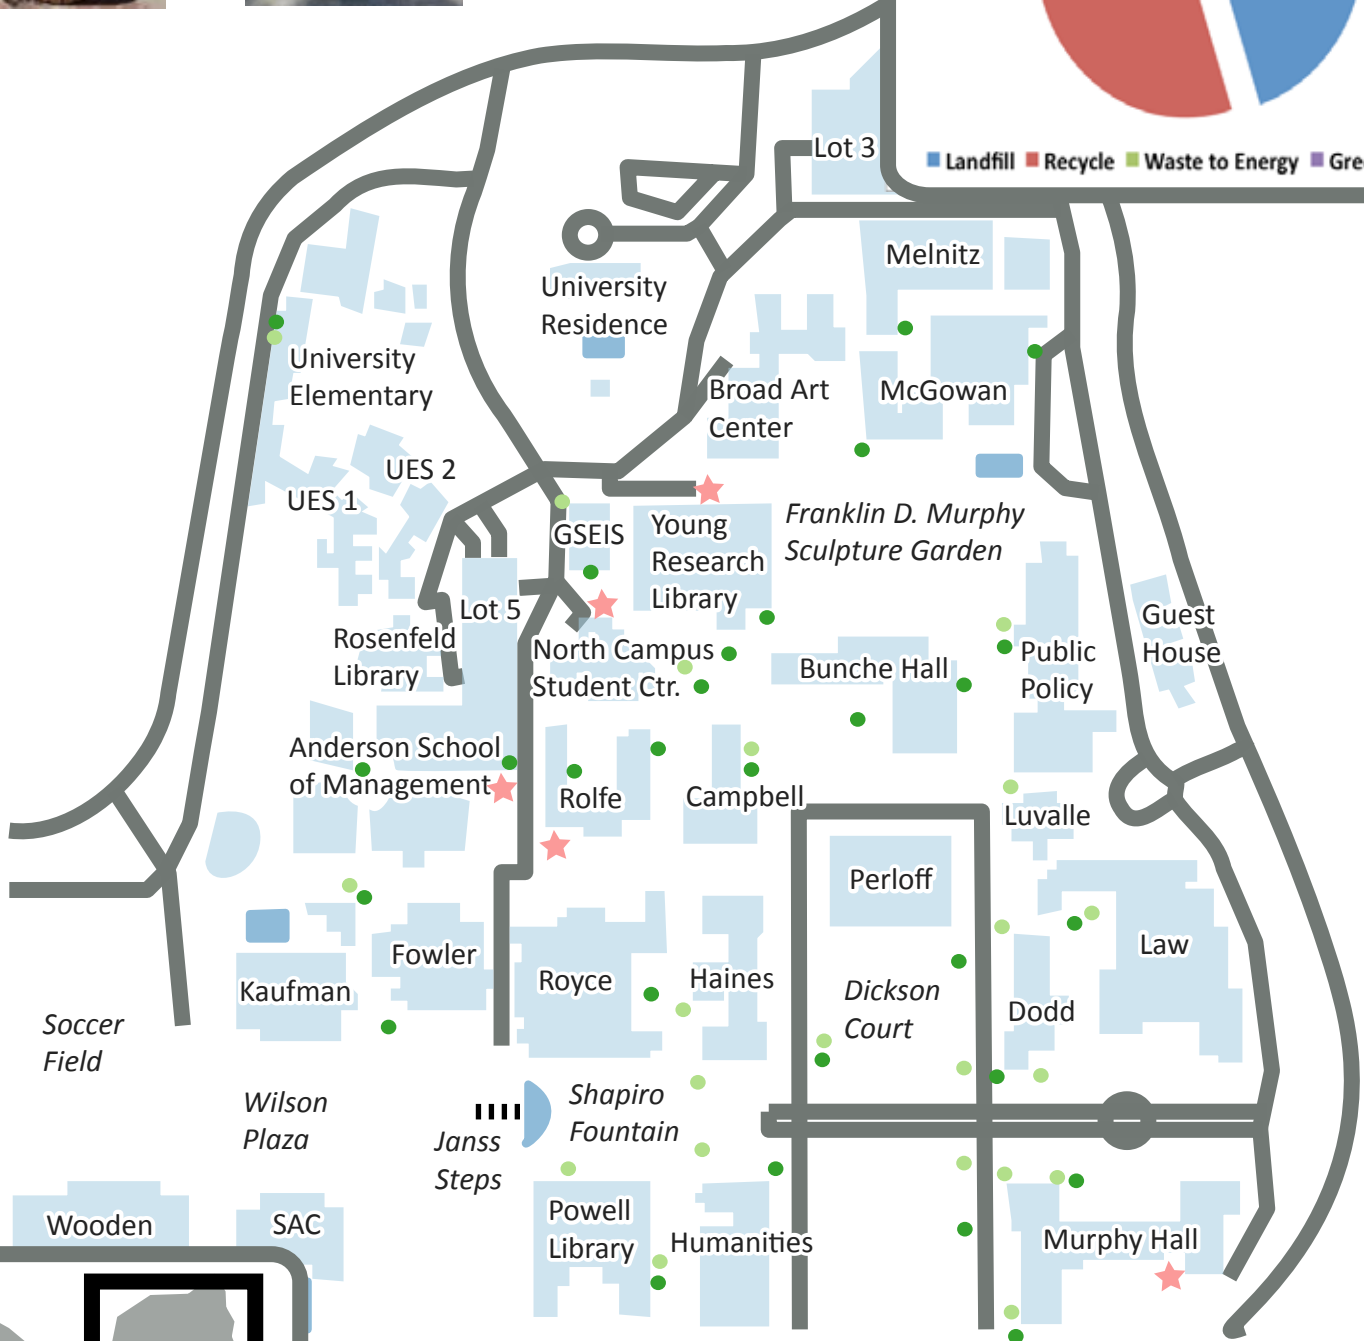 Lot 3
Landfill Recycle Waste to Energy
Melnitz
University
Residence
University
Elementary
Broad Art
Center
McGowan
UES 2
UES 1
GSEIS
Young
Research
Library
Franklin D. Murphy
Sculpture Garden
Lot 5
Guest
House
Rosenfeld
Library
North Campus
Student Ctr.
Bunche Hall
Public
Policy
Anderson School
of Management
Rolfe
Campbell
Luvalle
Perloff
Fowler
Law
Kaufman
Royce
Haines
Dickson
Court
Dodd
Soccer
Field
Wilson
Plaza
Janss
Steps
Shapiro
Fountain
Wooden
SAC
Powell
Library
Humanities
Murphy Hall